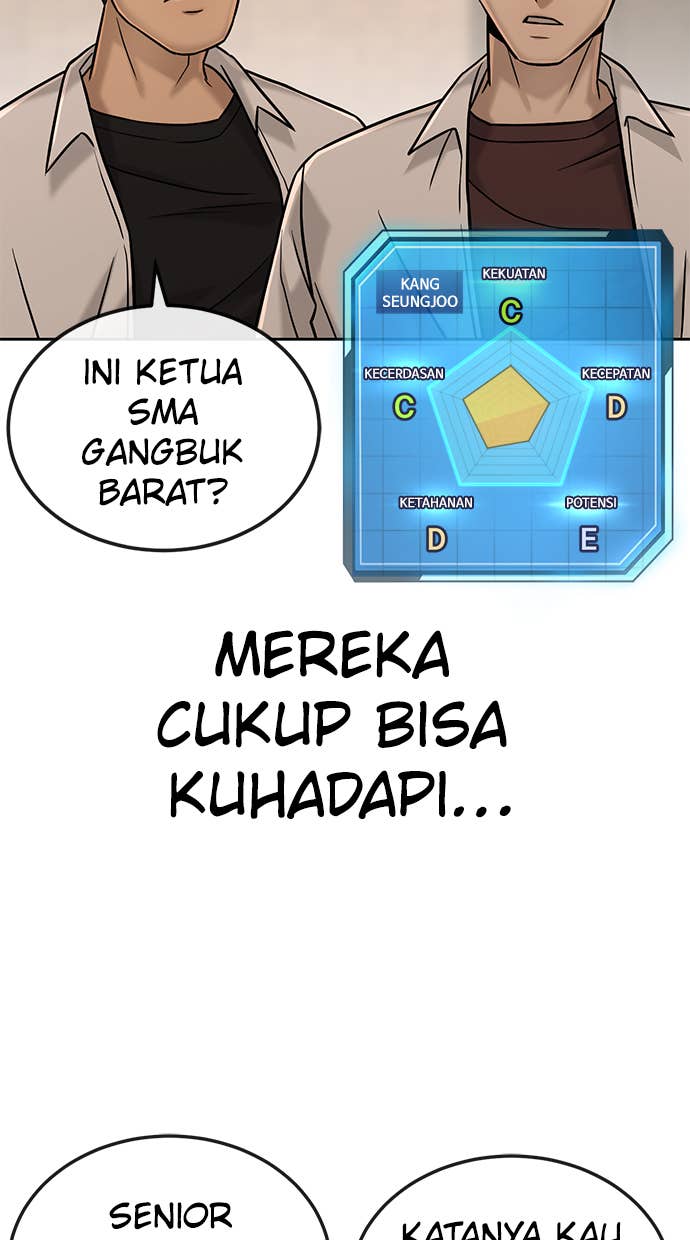 KANG
SEUNGJOO
KEKUATAN
C
KECERDASAN
C
KECEPATAN
D
KETAHANAN
D
POTENSI
E
INI KETUA
SMA
GANGBUK
BARAT?
MEREKA
CUKUP BISA
KUHADAPI...
SENIOR
KATANYA KAU